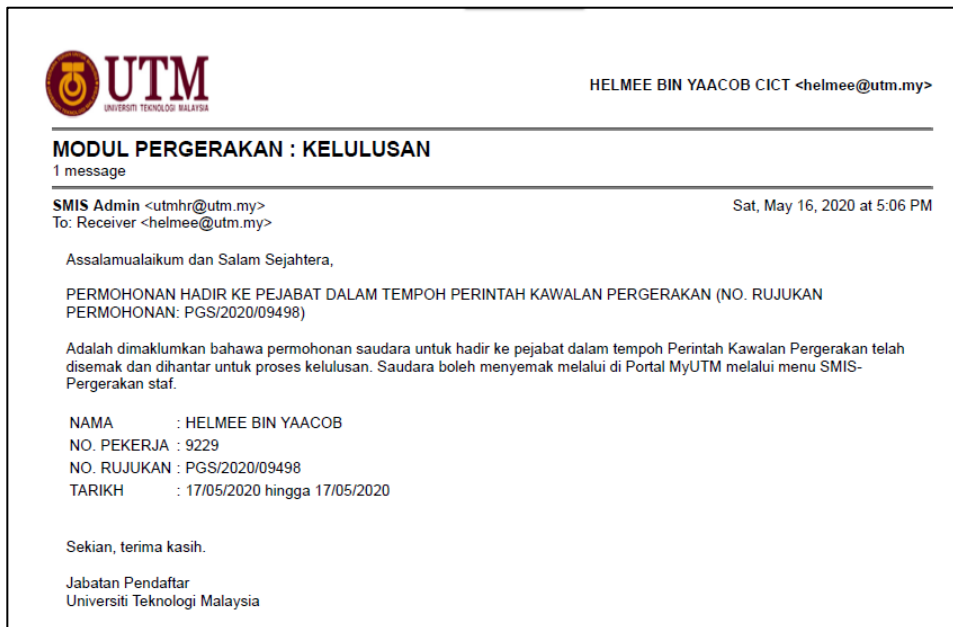 UTM
UNIVERSITI TEKNOLOGI MALAYSIA
HELMEE BIN YAACOB CICT <helmee@utm.my>
MODUL PERGERAKAN : KELULUSAN
1 message
SMIS Admin <utmhr@utm.my> Sat, May 16, 2020 at 5:06 PM
To: Receiver <helmee@utm.my>
Assalamualaikum dan Salam Sejahtera,
PERMOHONAN HADIR KE PEJABAT DALAM TEMPOH PERINTAH KAWALAN PERGERAKAN (NO. RUJUKAN
PERMOHONAN: PGS/2020/09498)
Adalah dimaklumkan bahawa permohonan saudara untuk hadir ke pejabat dalam tempoh Perintah Kawalan Pergerakan telah
disemak dan dihantar untuk proses kelulusan. Saudara boleh menyemak melalui di Portal MyUTM melalui menu SMIS-
Pergerakan staf.
NAMA : HELMEE BIN YAACOB
NO. PEKERJA : 9229
NO. RUJUKAN : PGS/2020/09498
TARIKH : 17/05/2020 hingga 17/05/2020
Sekian, terima kasih.
Jabatan Pendaftar
Universiti Teknologi Malaysia